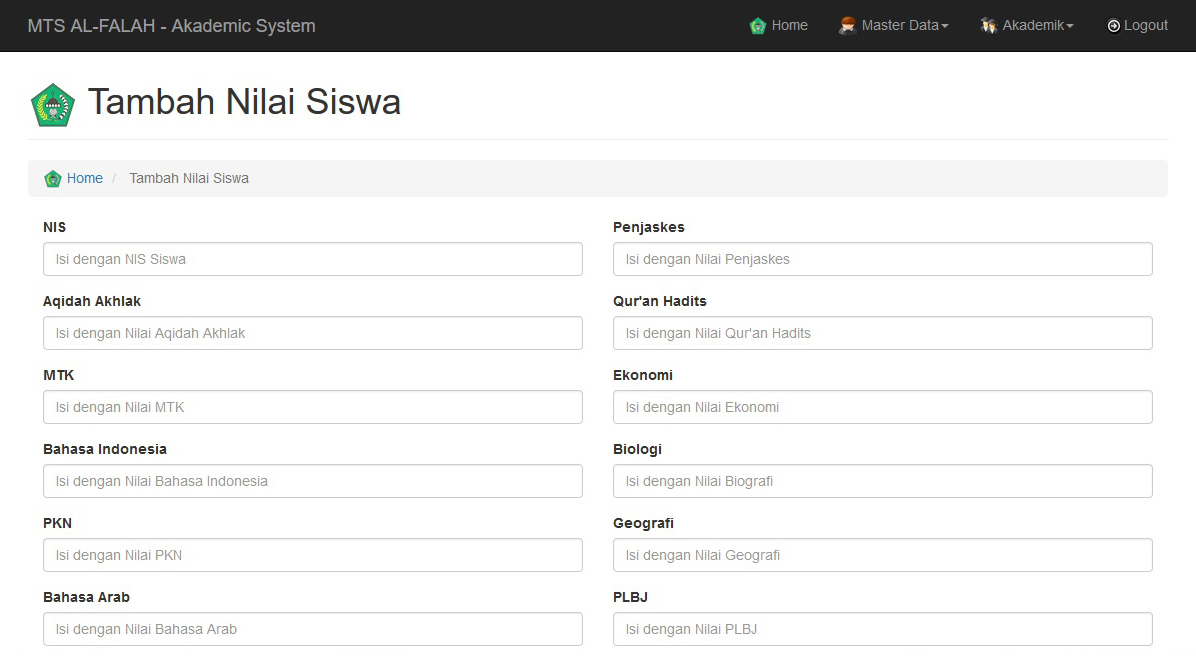 MTS AL-FALAH - Akademic System
Home Master Data Akademik Logout
Tambah Nilai Siswa
Home / Tambah Nilai Siswa
NIS
Isi dengan NIS Siswa
Aqidah Akhlak
Isi dengan Nilai Aqidah Akhlak
MTK
Isi dengan Nilai MTK
Bahasa Indonesia
Isi dengan Nilai Bahasa Indonesia
PKN
Isi dengan Nilai PKN
Bahasa Arab
Isi dengan Nilai Bahasa Arab
Penjaskes
Isi dengan Nilai Penjaskes
Qur'an Hadits
Isi dengan Nilai Qur'an Hadits
Ekonomi
Isi dengan Nilai Ekonomi
Biologi
Isi dengan Nilai Biografi
Geografi
Isi dengan Nilai Geografi
PLBJ
Isi dengan Nilai PLBJ